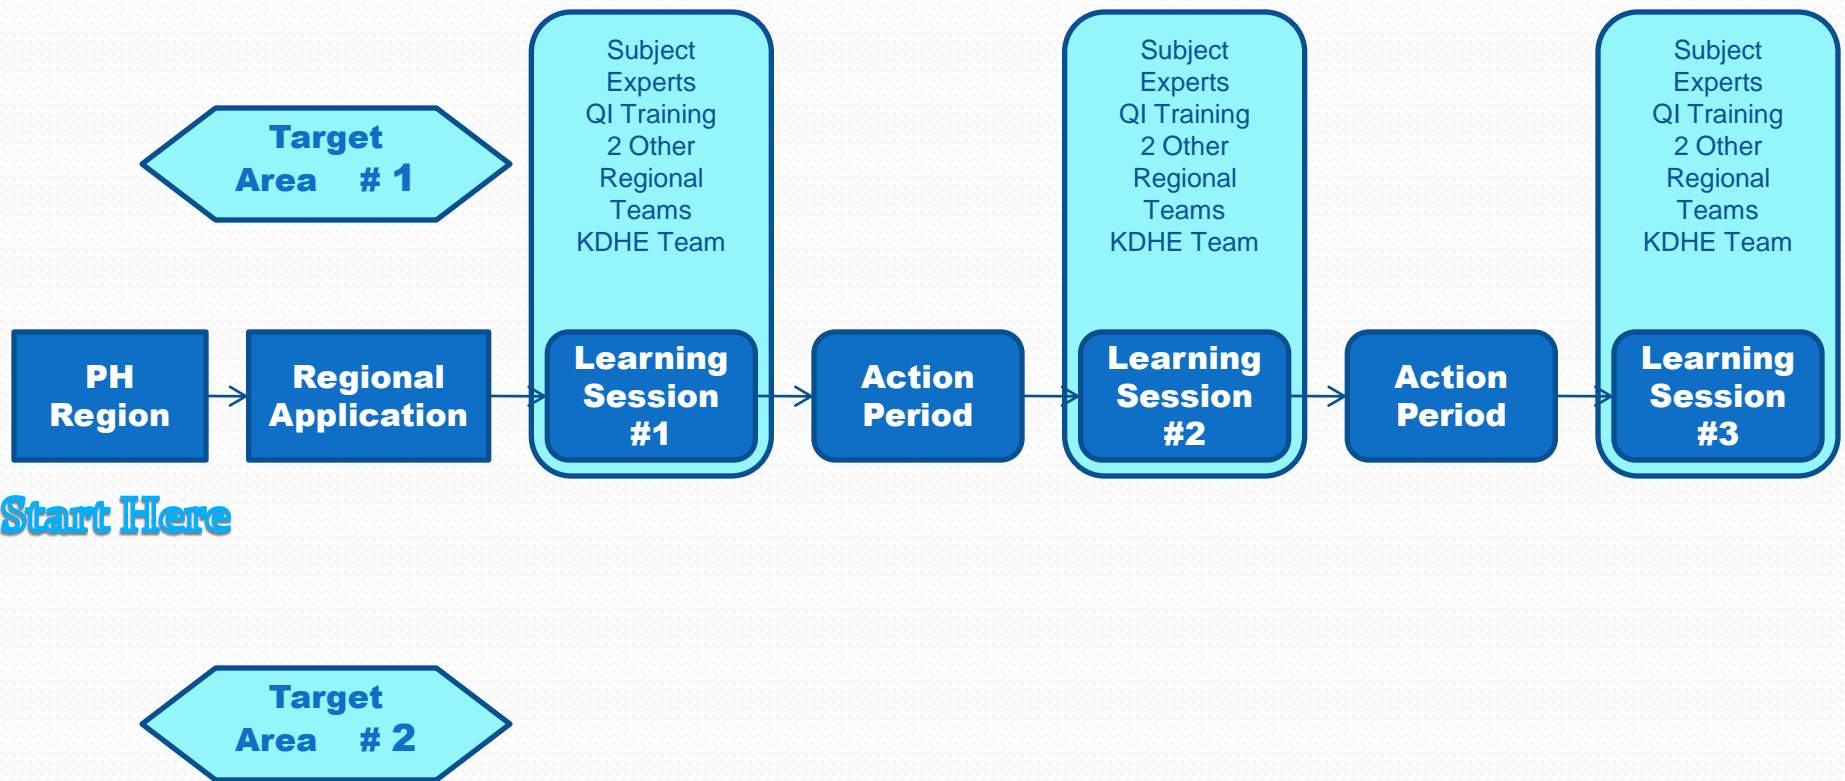 Target
Area # 1
Subject
Experts
QI Training
2 Other
Regional
Teams
KDHE Team
Subject
Experts
QI Training
2 Other
Regional
Teams
KDHE Team
Subject
Experts
QI Training
2 Other
Regional
Teams
KDHE Team
PH
Region
Regional
Application
Learning
Session
#1
Action
Period
Learning
Session
#2
Action
Period
Learning
Session
#3
Start Here
Target
Area # 2